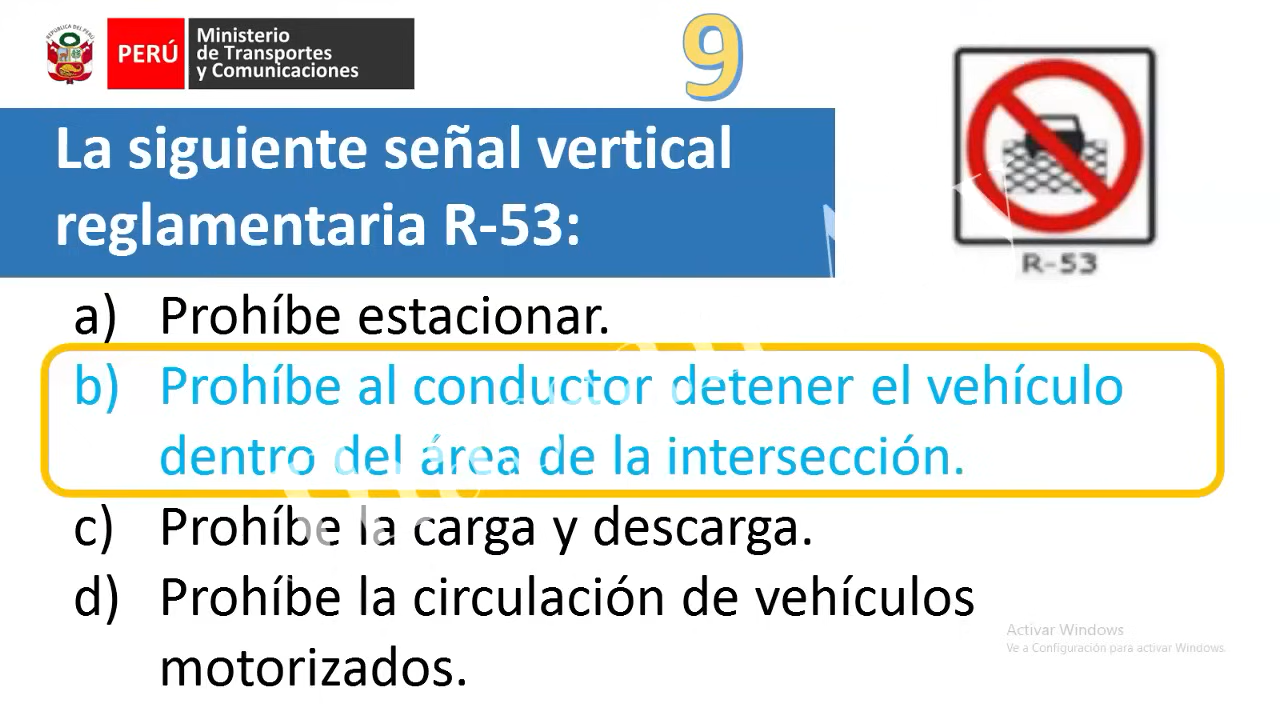 PERÚ
Ministerio
de Transportes
y Comunicaciones
9
La siguiente señal vertical
reglamentaria R-53:
R-53
a) Prohíbe estacionar.
b) Prohíbe al conductor detener el vehículo
dentro del área de la intersección.
c) Prohíbe la carga y descarga.
d) Prohíbe la circulación de vehículos
motorizados.
Activar Windows
Ve a Configuración para activar Windows.